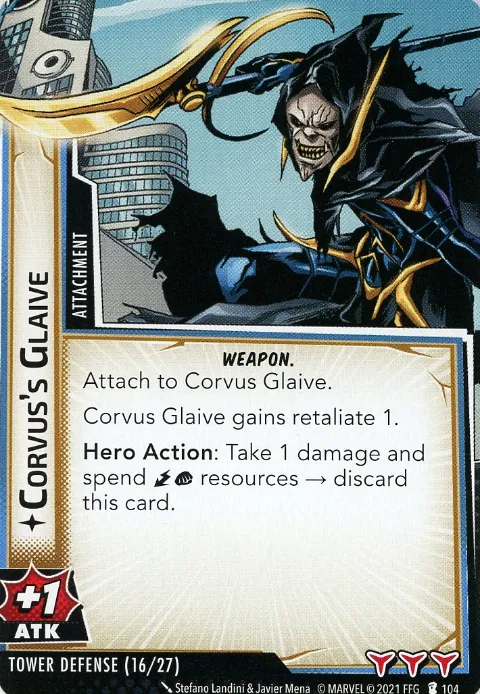 ATTACHMENT
CORVUS'S GLAIVE
WEAPON.
Attach to Corvus Glaive.
Corvus Glaive gains retaliate 1.
Hero Action: Take 1 damage and
spend resources → discard
this card.
+1
ATK
TOWER DEFENSE (16/27)
Stefano Landini & Javier Mena © MARVEL © 2021 FFG 104